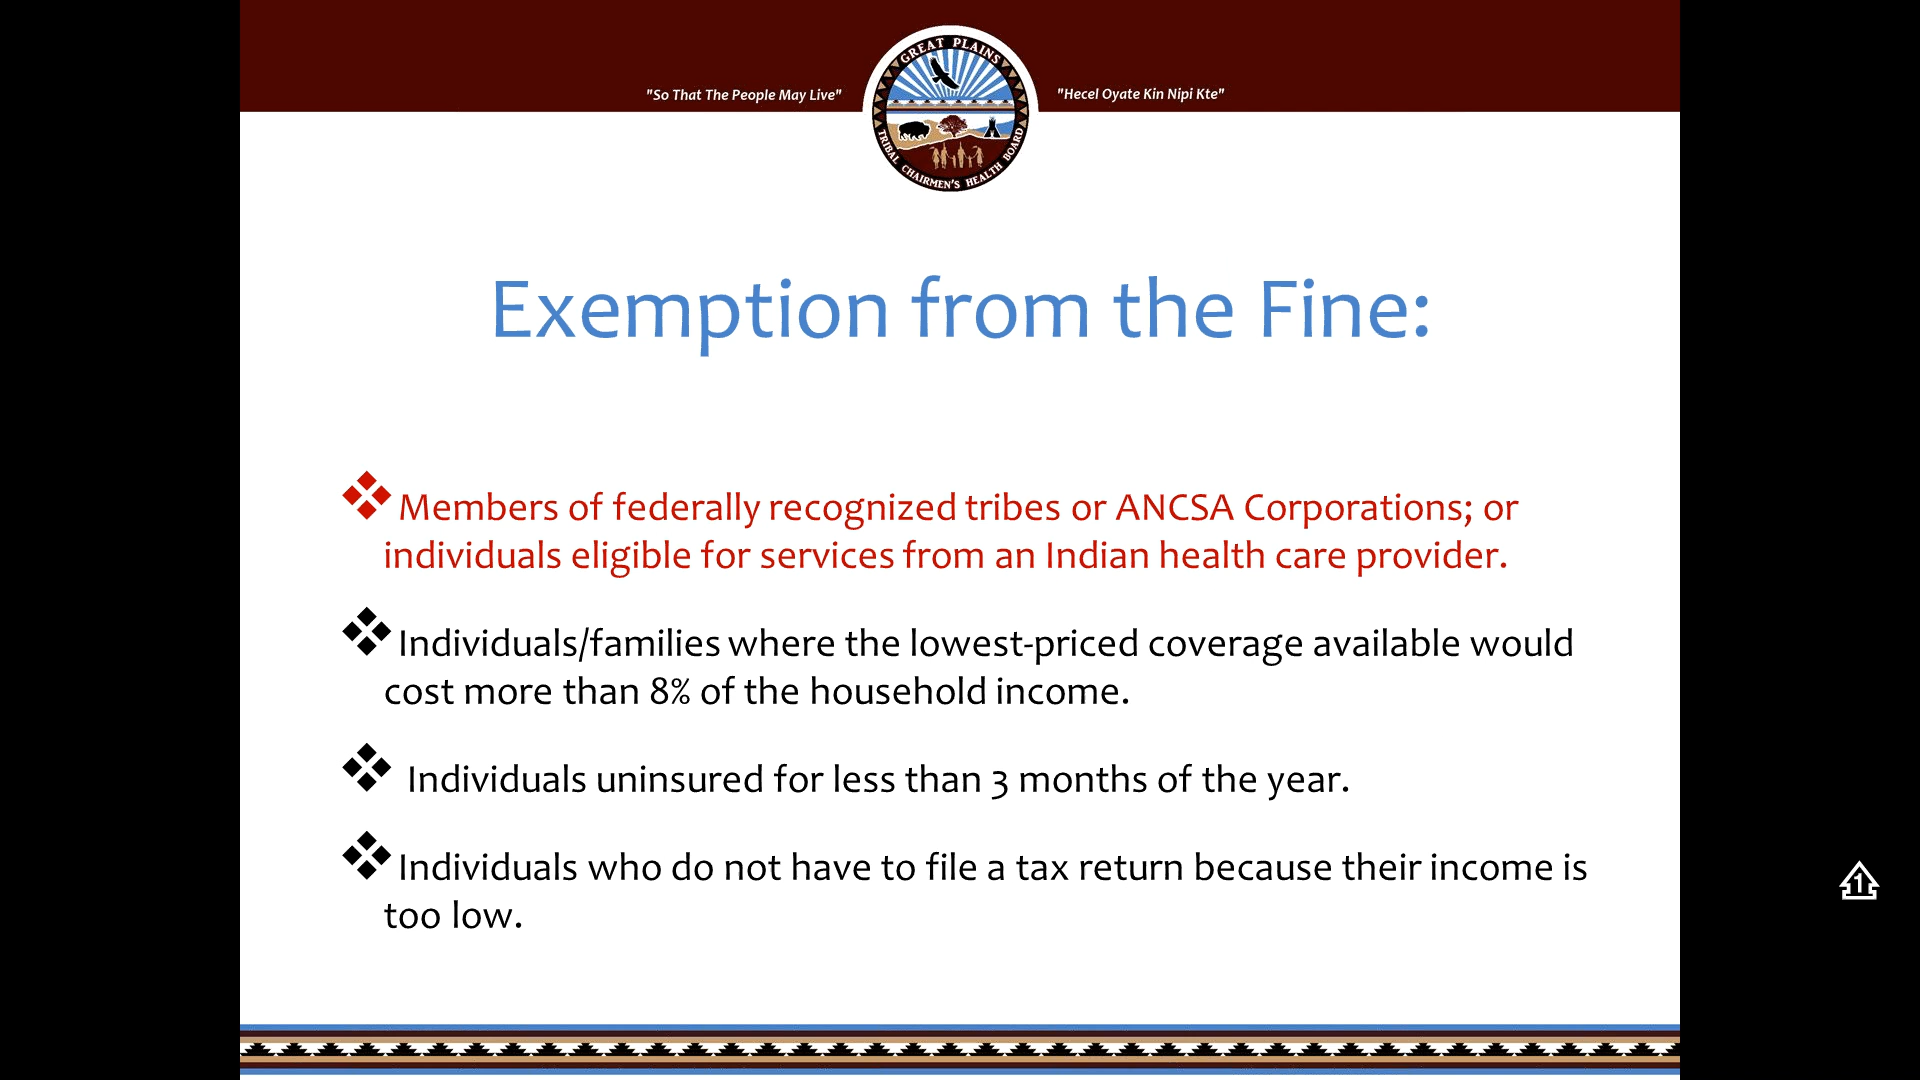 "So That The People May Live"
GREAT PLAINS
TRIBAL CHAIRMEN'S HEALTH BOARD
"Hecel Oyate Kin Nipi Kte"
Exemption from the Fine:
❖Members of federally recognized tribes or ANCSA Corporations; or
individuals eligible for services from an Indian health care provider.
❖Individuals/families where the lowest-priced coverage available would
cost more than 8% of the household income.
❖ Individuals uninsured for less than 3 months of the year.
❖Individuals who do not have to file a tax return because their income is
too low.
1